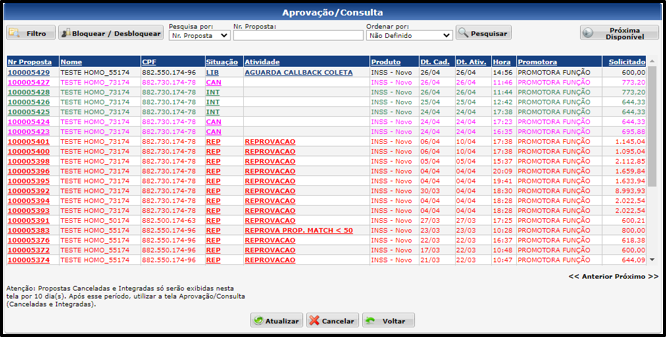 Aprovação/Consulta
Filtro Bloquear / Desbloquear Pesquisa por: Nr. Proposta Nr. Proposta: Ordenar por: Não Definido Pesquisar Próxima Disponível
Nr Proposta Nome CPF Situação Atividade Produto Dt. Cad. Dt. Ativ. Hora Promotora Solicitado
100005429 TESTE HOMO_55174 882.550.174-96 LIB AGUARDA CALLBACK COLETA INSS - Novo 26/04 26/04 14:56 PROMOTORA FUNÇÃO 600,00
100005427 TESTE HOMO_73174 882.730.174-78 CAN INSS - Novo 26/04 26/04 11:46 PROMOTORA FUNÇÃO 773,20
100005428 TESTE HOMO_73174 882.730.174-78 INT INSS - Novo 26/04 26/04 11:44 PROMOTORA FUNÇÃO 773,20
100005426 TESTE HOMO_55174 882.550.174-96 INT INSS - Novo 25/04 25/04 12:42 PROMOTORA FUNÇÃO 644,33
100005425 TESTE HOMO_73174 882.730.174-78 INT INSS - Novo 24/04 24/04 17:38 PROMOTORA FUNÇÃO 644,33
100005424 TESTE HOMO_73174 882.730.174-78 CAN INSS - Novo 24/04 24/04 17:23 PROMOTORA FUNÇÃO 644,33
100005423 TESTE HOMO_55174 882.550.174-96 CAN INSS - Novo 24/04 24/04 16:35 PROMOTORA FUNÇÃO 695,88
100005401 TESTE HOMO_73174 882.730.174-78 REP REPROVACAO INSS - Novo 06/04 10/04 17:38 PROMOTORA FUNÇÃO 1.145,04
100005400 TESTE HOMO_73174 882.730.174-78 REP REPROVACAO INSS - Novo 06/04 10/04 17:38 PROMOTORA FUNÇÃO 1.095,04
100005398 TESTE HOMO_55174 882.550.174-96 REP REPROVACAO INSS - Novo 05/04 05/04 15:37 PROMOTORA FUNÇÃO 2.112,85
100005396 TESTE HOMO_73174 882.730.174-78 REP REPROVACAO INSS - Novo 04/04 04/04 20:09 PROMOTORA FUNÇÃO 1.659,84
100005395 TESTE HOMO_73174 882.730.174-78 REP REPROVACAO INSS - Novo 04/04 04/04 19:41 PROMOTORA FUNÇÃO 1.633,94
100005392 TESTE HOMO_73174 882.730.174-78 REP REPROVACAO INSS - Novo 30/03 04/04 18:30 PROMOTORA FUNÇÃO 8.993,93
100005394 TESTE HOMO_73174 882.730.174-78 REP REPROVACAO INSS - Novo 04/04 04/04 18:28 PROMOTORA FUNÇÃO 2.022,54
100005393 TESTE HOMO_73174 882.730.174-78 REP REPROVACAO INSS - Novo 04/04 04/04 18:28 PROMOTORA FUNÇÃO 2.022,54
100005391 TESTE HOMO_50174 882.500.174-63 REP REPROVACAO INSS - Novo 27/03 27/03 17:25 PROMOTORA FUNÇÃO 600,21
100005383 TESTE HOMO_55174 882.550.174-96 REP REPROVA PROP. MATCH < 50 INSS - Novo 23/03 23/03 10:28 PROMOTORA FUNÇÃO 800,00
100005376 TESTE HOMO_55174 882.550.174-96 REP REPROVACAO INSS - Novo 22/03 22/03 16:37 PROMOTORA FUNÇÃO 618,38
100005372 TESTE HOMO_55174 882.550.174-96 REP REPROVACAO INSS - Novo 17/03 22/03 10:48 PROMOTORA FUNÇÃO 600,00
100005374 TESTE HOMO_55174 882.550.174-96 REP REPROVACAO INSS - Novo 21/03 22/03 10:47 PROMOTORA FUNÇÃO 644,09
<< Anterior Próximo >>
Atenção: Propostas Canceladas e Integradas só serão exibidas nesta
tela por 10 dia(s). Após esse período, utilizar a tela Aprovação/Consulta
(Canceladas e Integradas).
Atualizar Cancelar Voltar